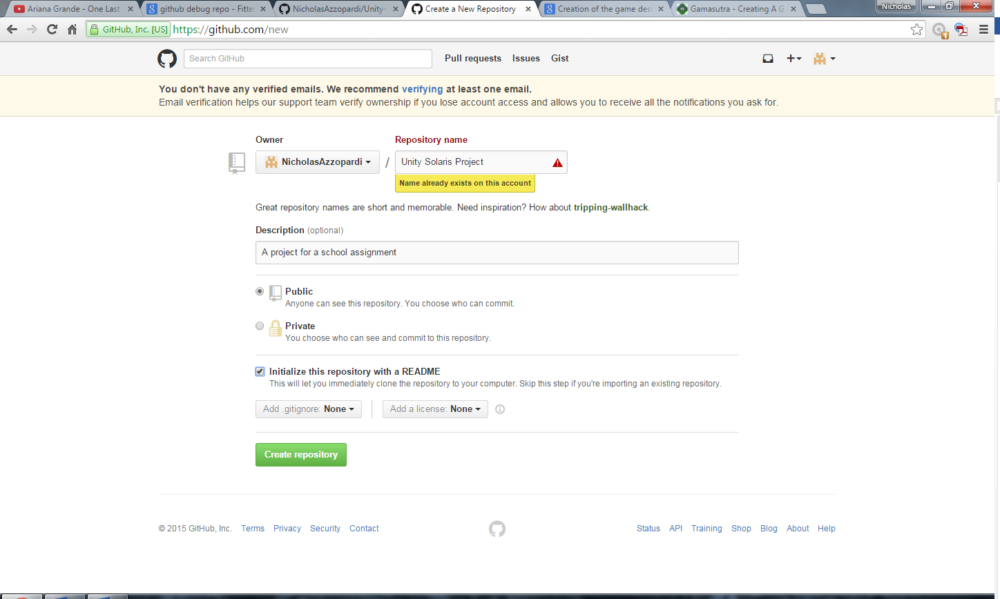 Ariana Grande - One Last
github debug repo - Fitte
NicholasAzzopardi/Unity-
Create a New Repository
Creation of the game des
Gamasutra - Creating A G
Nicholas
GitHub, Inc. [US] https://github.com/new
1
Search GitHub
Pull requests Issues Gist
You don't have any verified emails. We recommend verifying at least one email.
Email verification helps our support team verify ownership if you lose account access and allows you to receive all the notifications you ask for.
Owner Repository name
NicholasAzzopardi / Unity Solaris Project
Name already exists on this account
Great repository names are short and memorable. Need inspiration? How about tripping-wallhack.
Description (optional)
A project for a school assignment
Public
Anyone can see this repository. You choose who can commit.
Private
You choose who can see and commit to this repository.
Initialize this repository with a README
This will let you immediately clone the repository to your computer. Skip this step if you're importing an existing repository.
Add .gitignore: None Add a license: None
Create repository
© 2015 GitHub, Inc. Terms Privacy Security Contact
Status API Training Shop Blog About Help